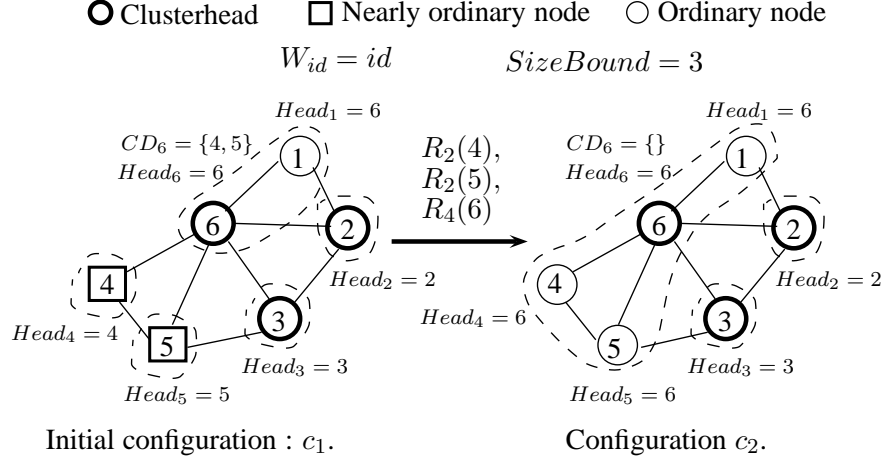 Clusterhead Nearly ordinary node Ordinary node
W_{id} = id SizeBound = 3
Head_1 = 6
CD_6 = {4, 5}
Head_6 = 6
1
6
2
4
5
3
Head_2 = 2
Head_4 = 4
Head_3 = 3
Head_5 = 5
R_2(4),
R_2(5),
R_4(6)
Head_1 = 6
CD_6 = {}
Head_6 = 6
1
6
2
4
5
3
Head_2 = 2
Head_4 = 6
Head_3 = 3
Head_5 = 6
Initial configuration : c_1.
Configuration c_2.